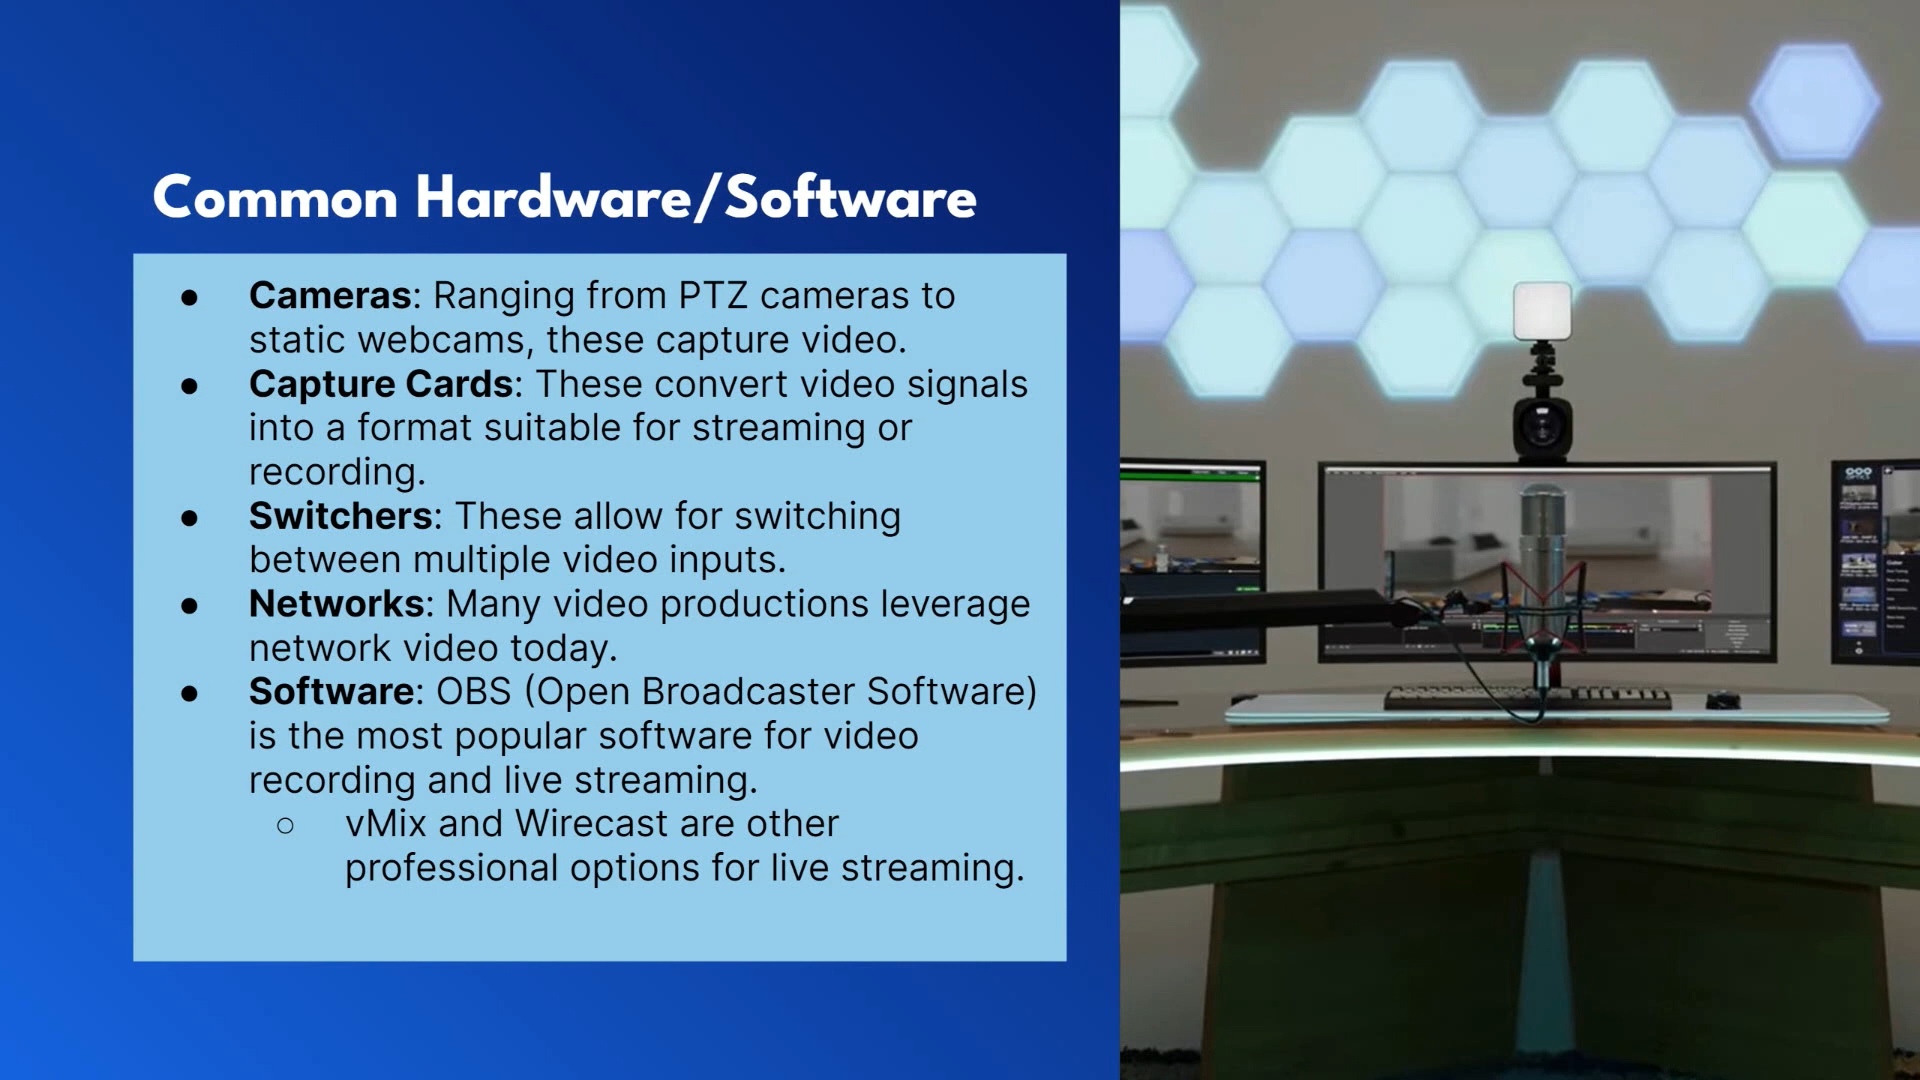 Common Hardware/Software
● Cameras: Ranging from PTZ cameras to
static webcams, these capture video.
● Capture Cards: These convert video signals
into a format suitable for streaming or
recording.
● Switchers: These allow for switching
between multiple video inputs.
● Networks: Many video productions leverage
network video today.
● Software: OBS (Open Broadcaster Software)
is the most popular software for video
recording and live streaming.
○ vMix and Wirecast are other
professional options for live streaming.